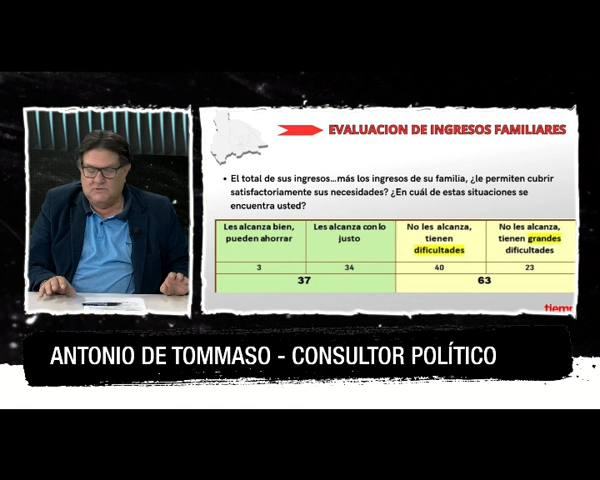 EVALUACION DE INGRESOS FAMILIARES
• El total de sus ingresos...más los ingresos de su familia, ¿le permiten cubrir
satisfactoriamente sus necesidades? ¿En cuál de estas situaciones se
encuentra usted?
Les alcanza bien,
pueden ahorrar
Les alcanza con lo
justo
No les alcanza,
tienen
dificultades
No les alcanza,
tienen grandes
dificultades
3
34
40
23
37
63
ANTONIO DE TOMMASO - CONSULTOR POLÍTICO